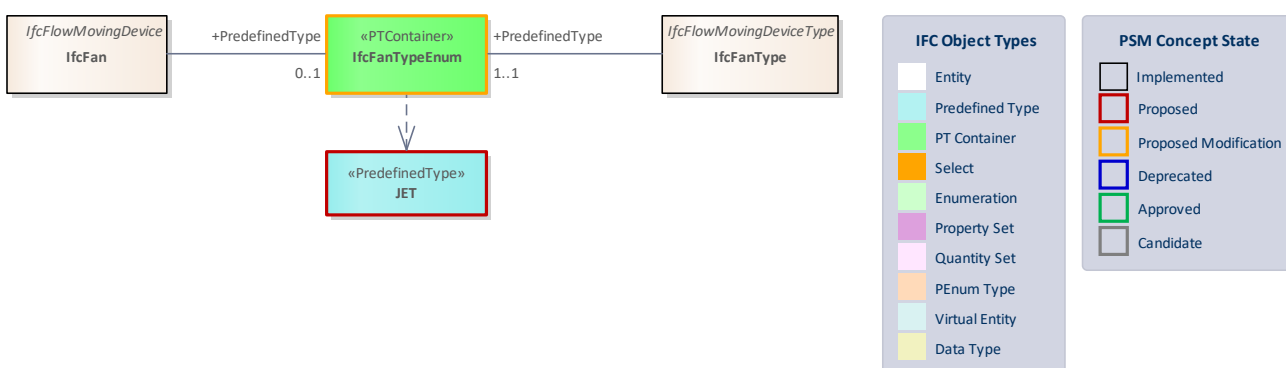 IfcFlowMovingDevice
IfcFan
+PredefinedType
0..1
«PTContainer»
IfcFanTypeEnum
+PredefinedType
1..1
IfcFlowMovingDeviceType
IfcFanType
«PredefinedType»
JET
IFC Object Types
Entity
Predefined Type
PT Container
Select
Enumeration
Property Set
Quantity Set
PEnum Type
Virtual Entity
Data Type
PSM Concept State
Implemented
Proposed
Proposed Modification
Deprecated
Approved
Candidate